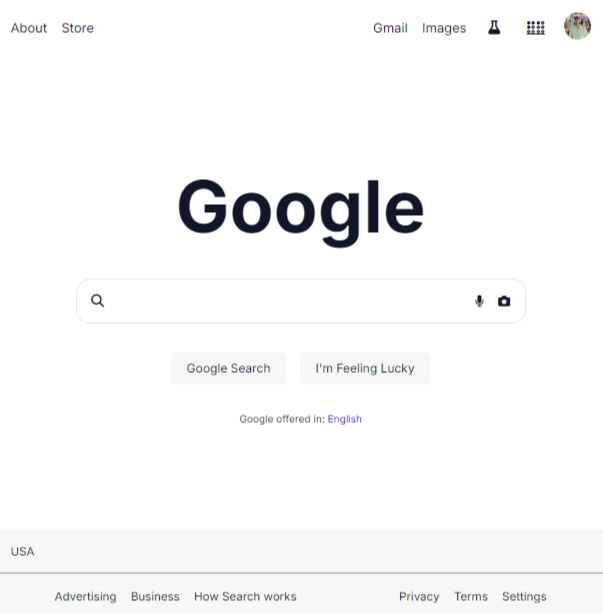 About Store Gmail Images
Google
Google Search I'm Feeling Lucky
Google offered in: English
USA
Advertising Business How Search works Privacy Terms Settings